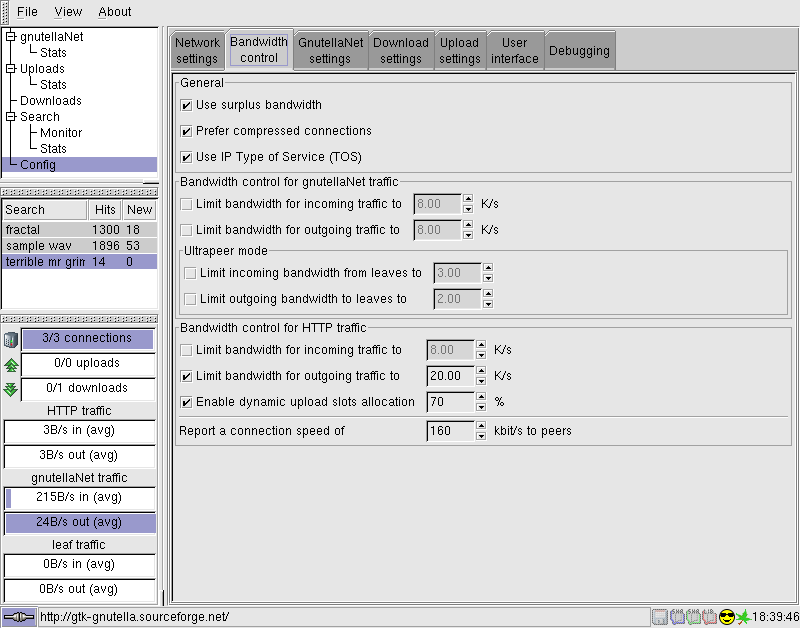 File View About
gnutellaNet
Stats
Uploads
Stats
Downloads
Search
Monitor
Stats
Config
Search Hits New
fractal 1300 18
sample wav 1896 53
terrible mr grim 14 0
3/3 connections
0/0 uploads
0/1 downloads
HTTP traffic
3B/s in (avg)
3B/s out (avg)
gnutellaNet traffic
215B/s in (avg)
24B/s out (avg)
leaf traffic
0B/s in (avg)
0B/s out (avg)
Network settings
Bandwidth control
GnutellaNet settings
Download settings
Upload settings
User interface
Debugging
General
Use surplus bandwidth
Prefer compressed connections
Use IP Type of Service (TOS)
Bandwidth control for gnutellaNet traffic
Limit bandwidth for incoming traffic to 8.00 K/s
Limit bandwidth for outgoing traffic to 8.00 K/s
Ultrapeer mode
Limit incoming bandwidth from leaves to 3.00
Limit outgoing bandwidth to leaves to 2.00
Bandwidth control for HTTP traffic
Limit bandwidth for incoming traffic to 8.00 K/s
Limit bandwidth for outgoing traffic to 20.00 K/s
Enable dynamic upload slots allocation 70 %
Report a connection speed of 160 kbit/s to peers
http://gtk-gnutella.sourceforge.net/
18:39:46